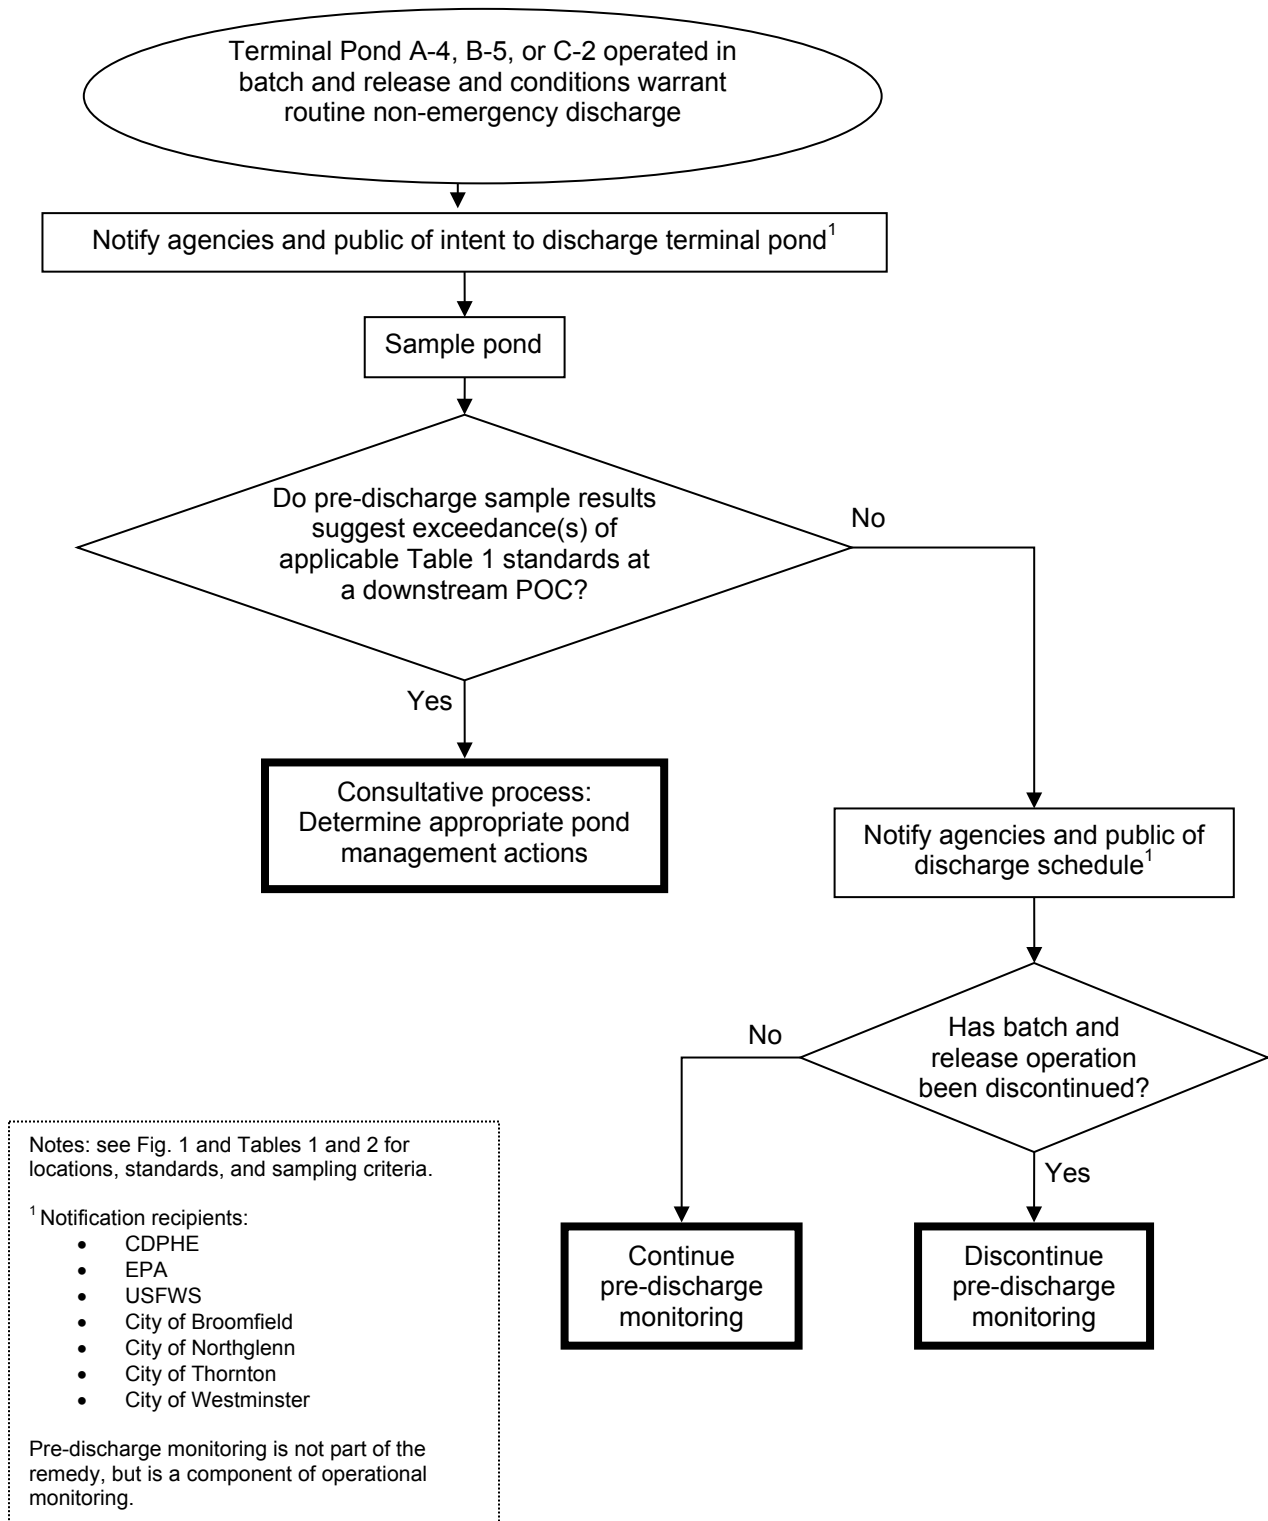 Terminal Pond A-4, B-5, or C-2 operated in
batch and release and conditions warrant
routine non-emergency discharge
Notify agencies and public of intent to discharge terminal pond1
Sample pond
Do pre-discharge sample results
suggest exceedance(s) of
applicable Table 1 standards at
a downstream POC?
No
Yes
Consultative process:
Determine appropriate pond
management actions
Notify agencies and public of
discharge schedule1
Has batch and
release operation
been discontinued?
No
Yes
Continue
pre-discharge
monitoring
Discontinue
pre-discharge
monitoring
Notes: see Fig. 1 and Tables 1 and 2 for
locations, standards, and sampling criteria.
1 Notification recipients:
• CDPHE
• EPA
• USFWS
• City of Broomfield
• City of Northglenn
• City of Thornton
• City of Westminster
Pre-discharge monitoring is not part of the
remedy, but is a component of operational
monitoring.